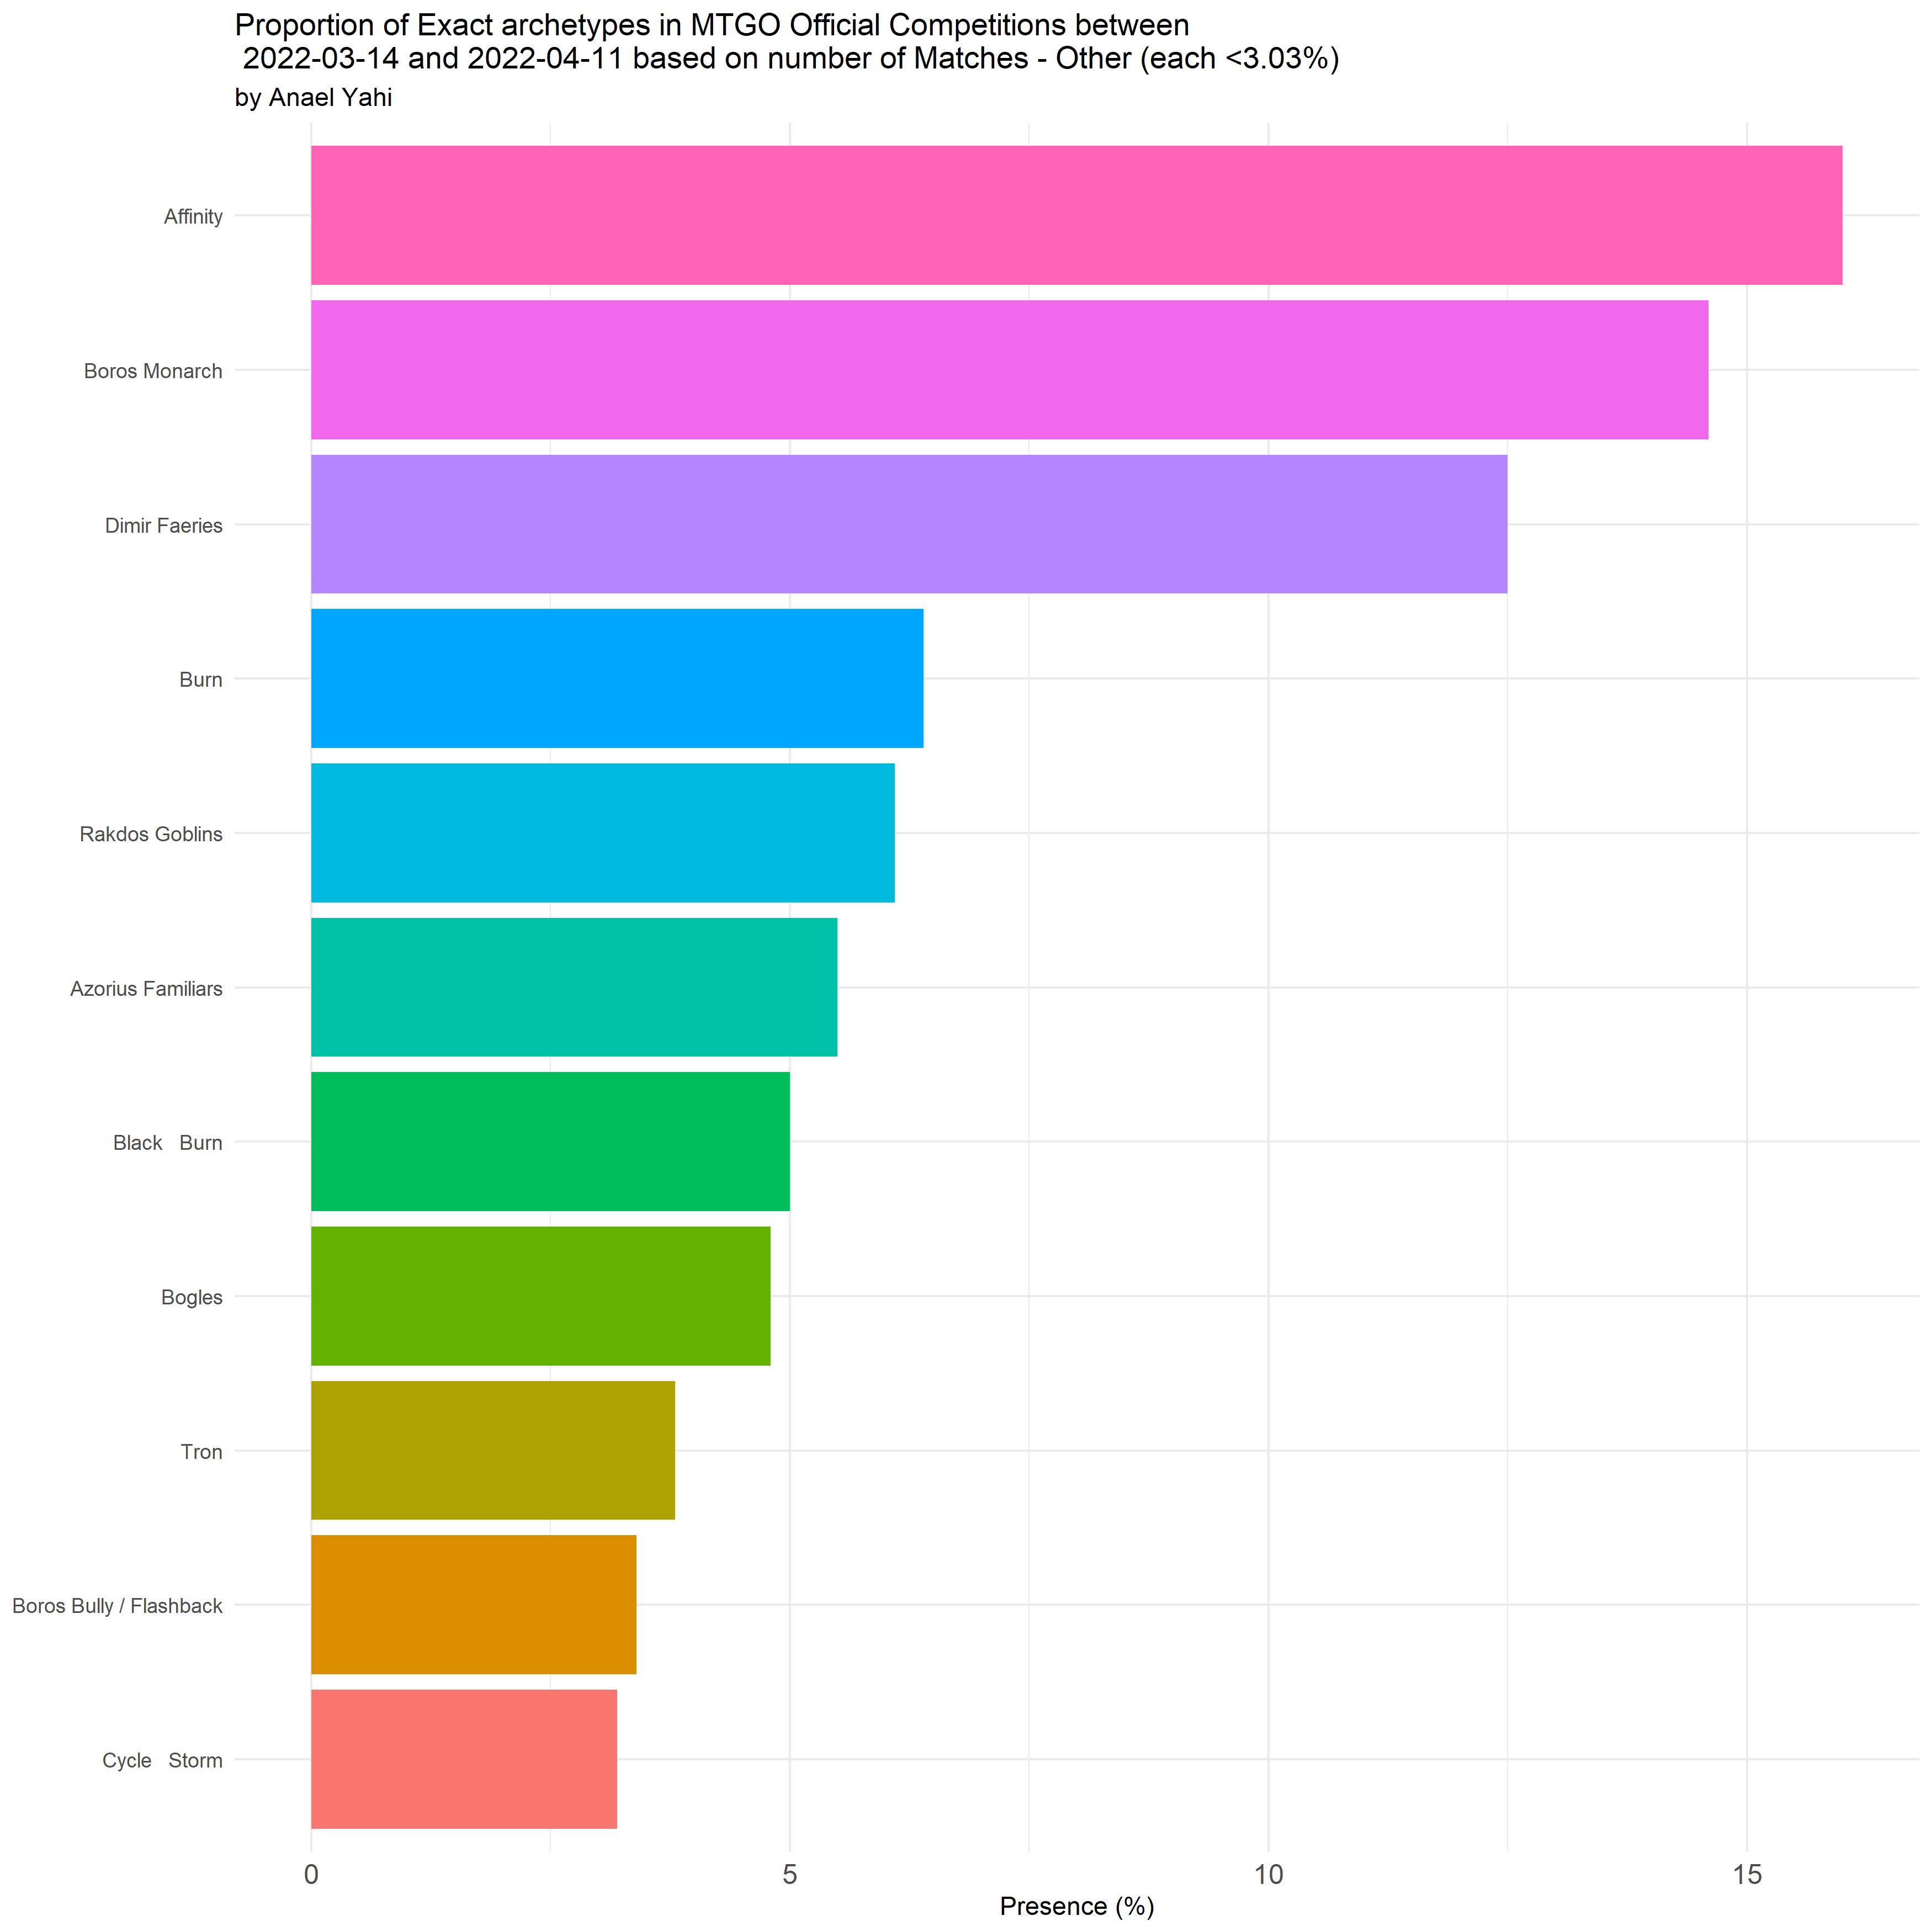 Proportion of Exact archetypes in MTGO Official Competitions between
2022-03-14 and 2022-04-11 based on number of Matches - Other (each <3.03%)
by Anael Yahi
Affinity
Boros Monarch
Dimir Faeries
Burn
Rakdos Goblins
Azorius Familiars
Black   Burn
Bogles
Tron
Boros Bully / Flashback
Cycle   Storm
0 5 10 15
Presence (%)